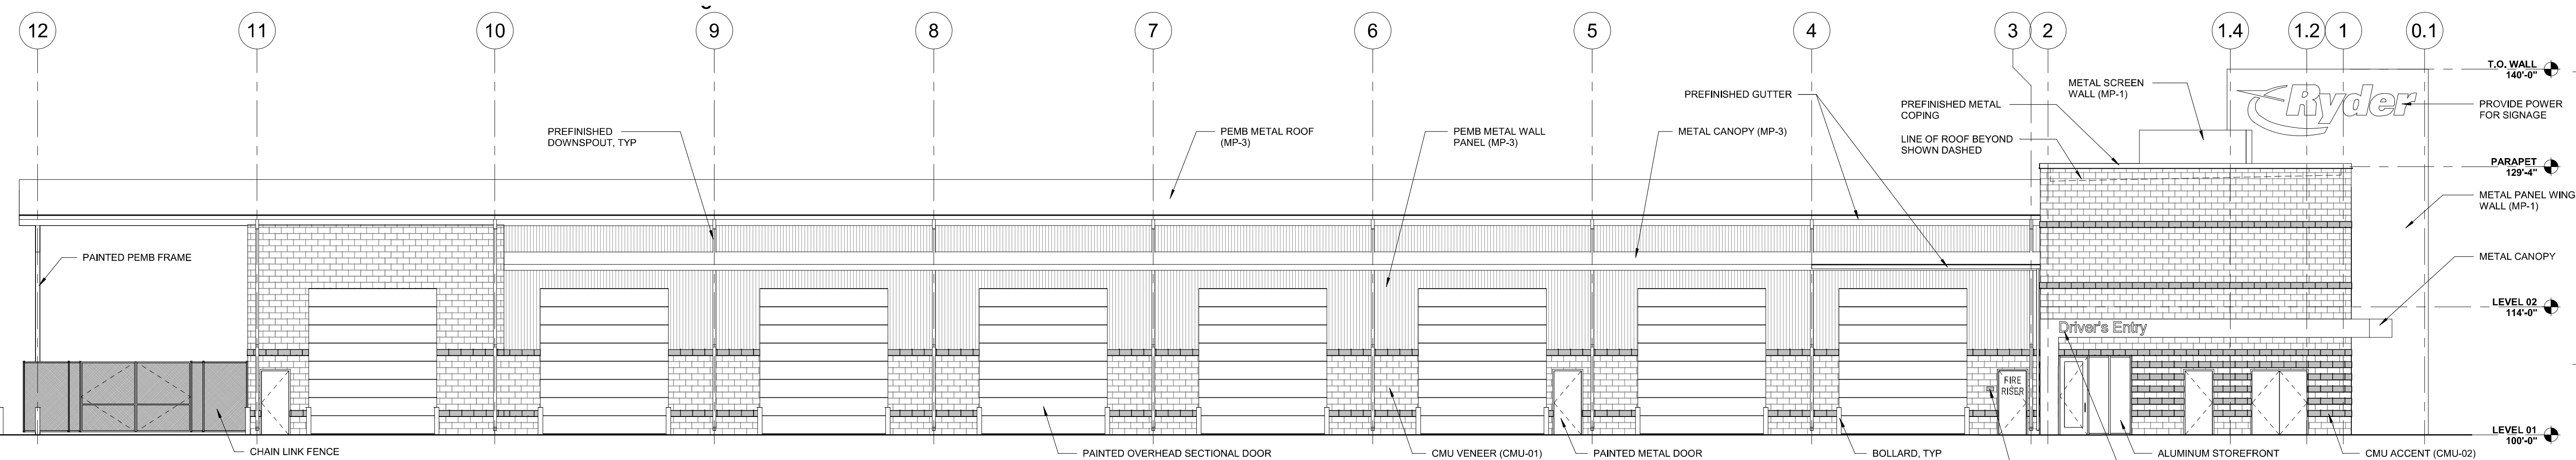 12
11
10
9
8
7
6
5
4
3
2
1.4
1.2
1
0.1
T.O. WALL
140'-0"
METAL SCREEN
WALL (MP-1)
Ryder
PREFINISHED GUTTER
PREFINISHED METAL
COPING
PROVIDE POWER
FOR SIGNAGE
PREFINISHED
DOWNSPOUT, TYP
PEMB METAL ROOF
(MP-3)
PEMB METAL WALL
PANEL (MP-3)
METAL CANOPY (MP-3)
LINE OF ROOF BEYOND
SHOWN DASHED
PARAPET
129'-4"
METAL PANEL WING
WALL (MP-1)
PAINTED PEMB FRAME
METAL CANOPY
LEVEL 02
114'-0"
Driver's Entry
FIRE
RISER
LEVEL 01
100'-0"
CHAIN LINK FENCE
PAINTED OVERHEAD SECTIONAL DOOR
CMU VENEER (CMU-01)
PAINTED METAL DOOR
BOLLARD, TYP
ALUMINUM STOREFRONT
CMU ACCENT (CMU-02)